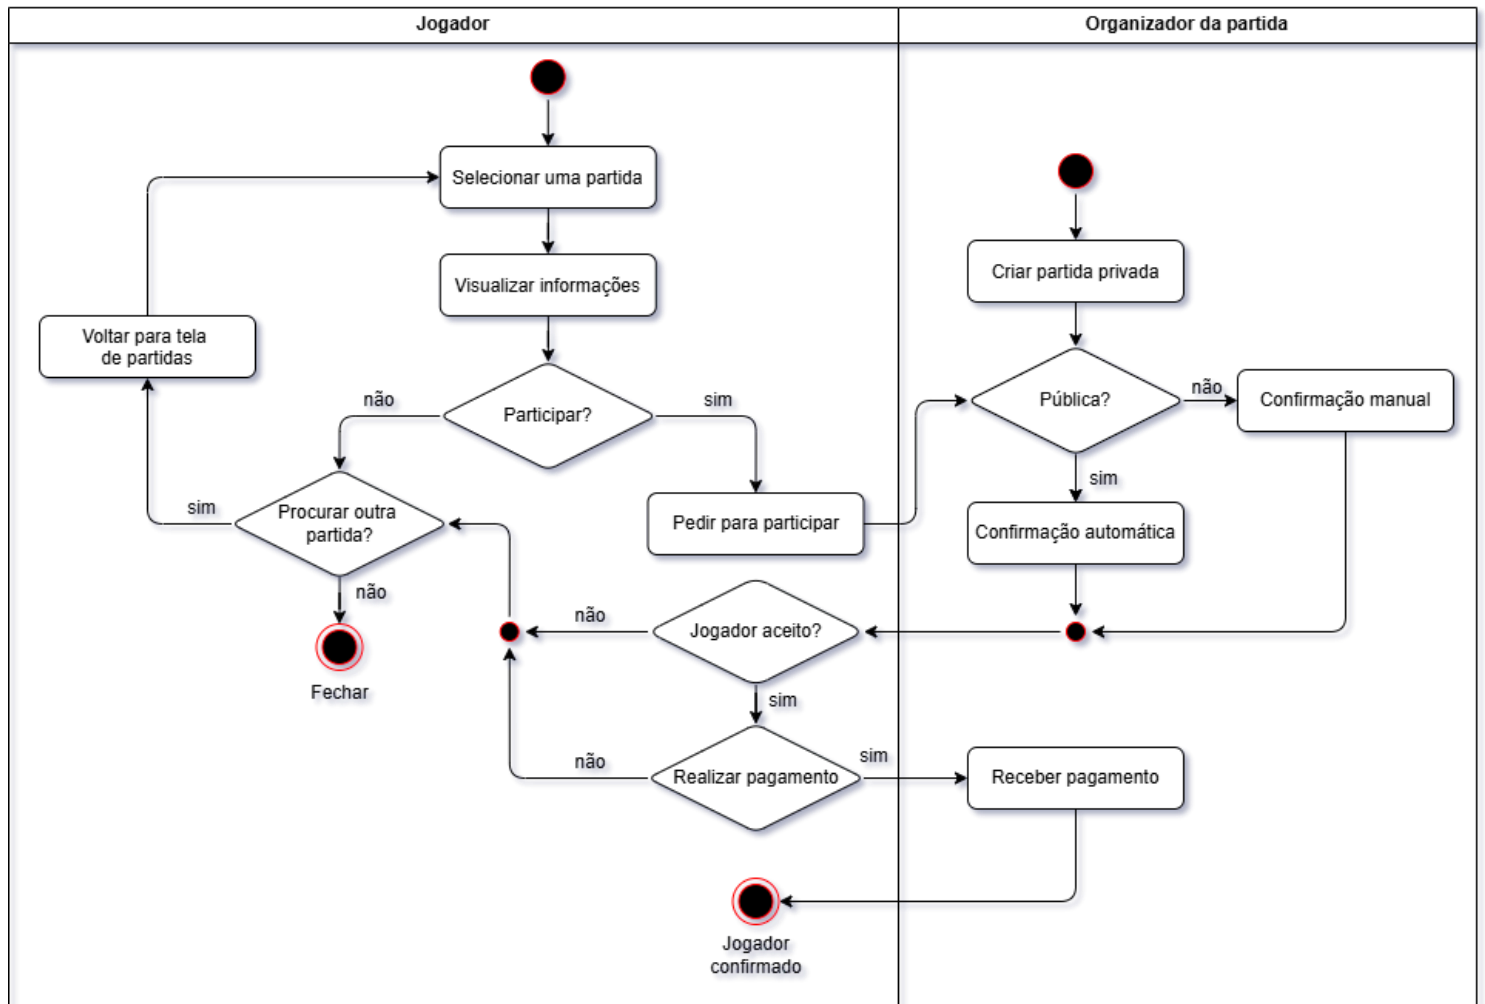 Jogador
Organizador da partida
Selecionar uma partida
Criar partida privada
Visualizar informações
Voltar para tela
de partidas
Participar?
não
sim
Pública?
não
Confirmação manual
sim
Procurar outra
partida?
sim
não
Pedir para participar
Confirmação automática
Jogador aceito?
não
sim
Fechar
Realizar pagamento
não
sim
Receber pagamento
Jogador
confirmado